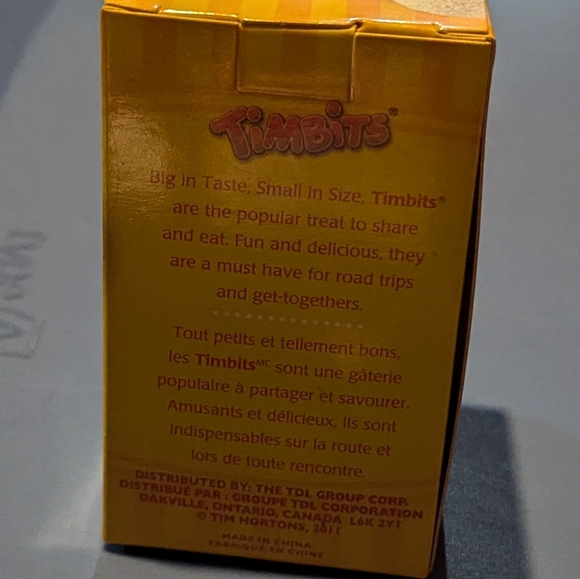 TiMBiTS®
Big in Taste, Small in Size, Timbits®
are the popular treat to share
and eat. Fun and delicious, they
are a must have for road trips
and get-togethers.
Tout petits et tellement bons,
les Timbits MC sont une gâterie
populaire à partager et savourer.
Amusants et délicieux, ils sont
indispensables sur la route et
lors de toute rencontre.
DISTRIBUTED BY: THE TDL GROUP CORP.
DISTRIBUÉ PAR : GROUPE TDL CORPORATION
OAKVILLE, ONTARIO, CANADA L6K 2Y1
© TIM HORTONS, 2011
MADE IN CHINA
FABRIQUÉ EN CHINE